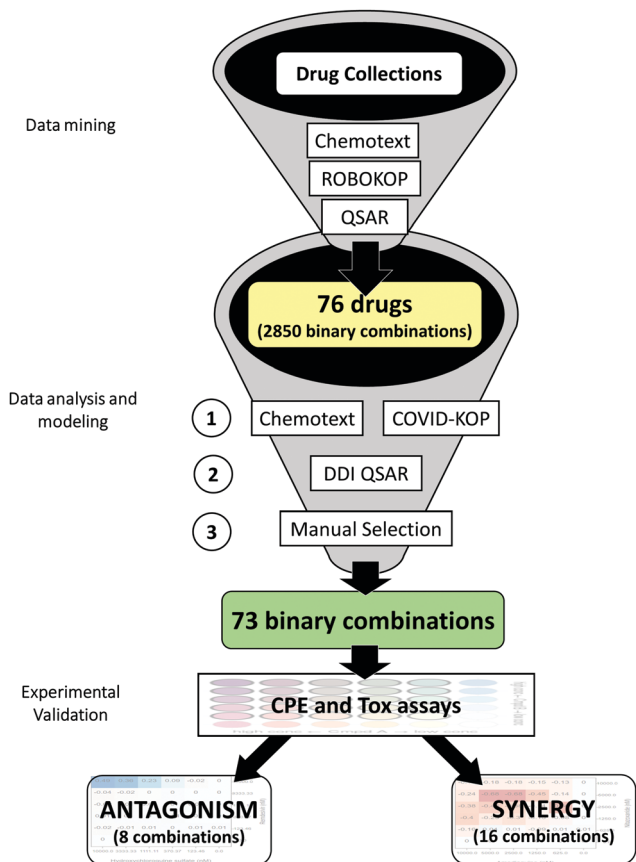 Drug Collections
Data mining
Chemotext
ROBOKOP
QSAR
76 drugs
(2850 binary combinations)
Data analysis and
modeling
1
Chemotext
COVID-KOP
2
DDI QSAR
3
Manual Selection
73 binary combinations
Experimental
Validation
CPE and Tox assays
ANTAGONISM
(8 combinations)
SYNERGY
(16 combinations)